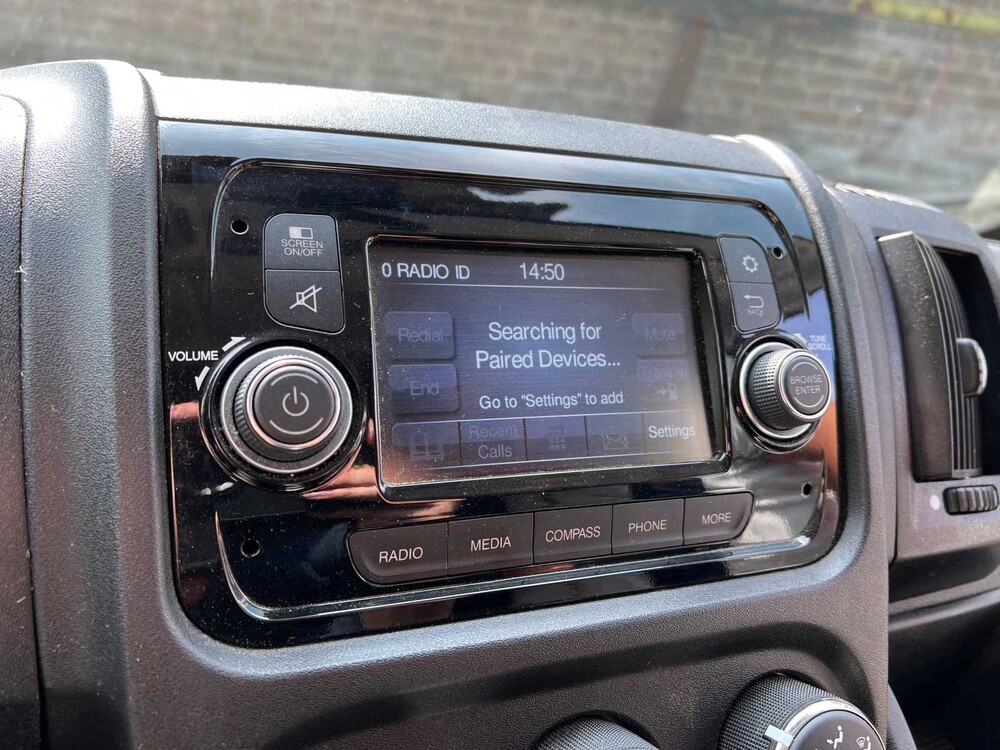 SCREEN
ON/OFF
VOLUME
0 RADIO ID 14:50
Redial
Searching for
Paired Devices...
Mute
End
Go to "Settings" to add
Recent
Calls
Settings
BACK
TUNE
SCROLL
BROWSE
ENTER
RADIO
MEDIA
COMPASS
PHONE
MORE